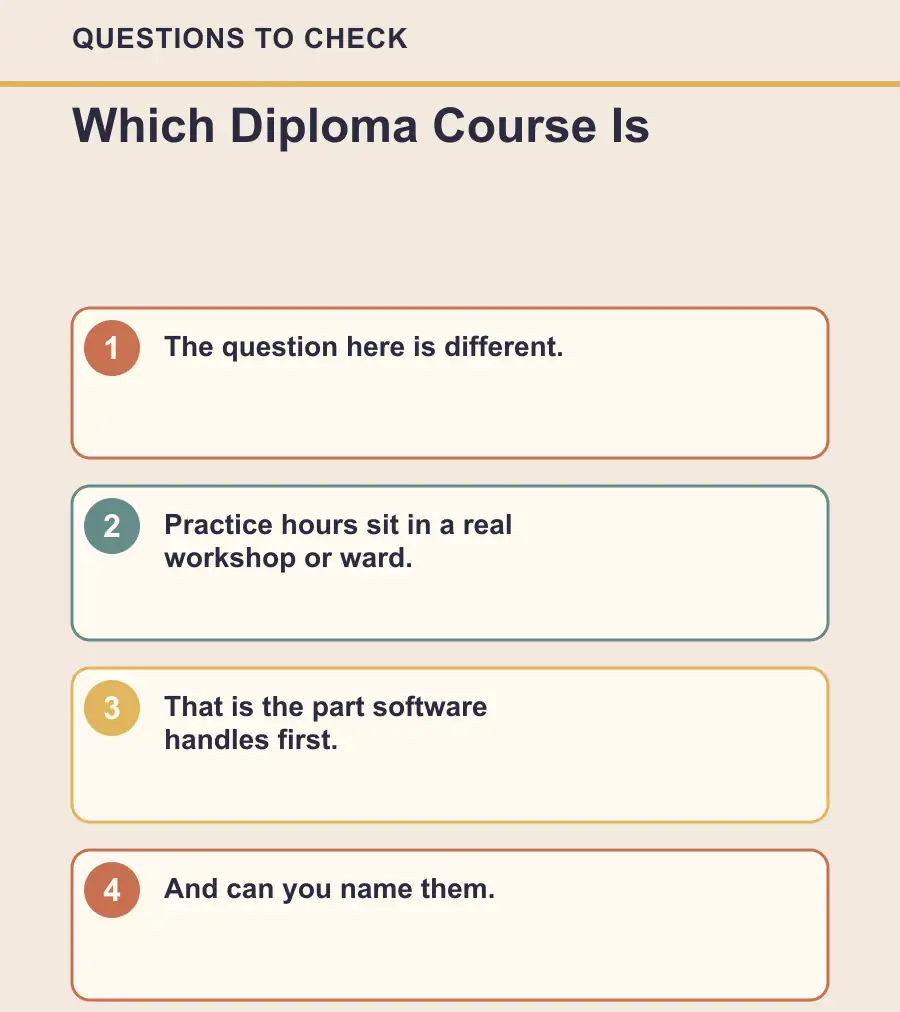 QUESTIONS TO CHECK
Which Diploma Course Is
1
The question here is different.
2
Practice hours sit in a real
workshop or ward.
3
That is the part software
handles first.
4
And can you name them.